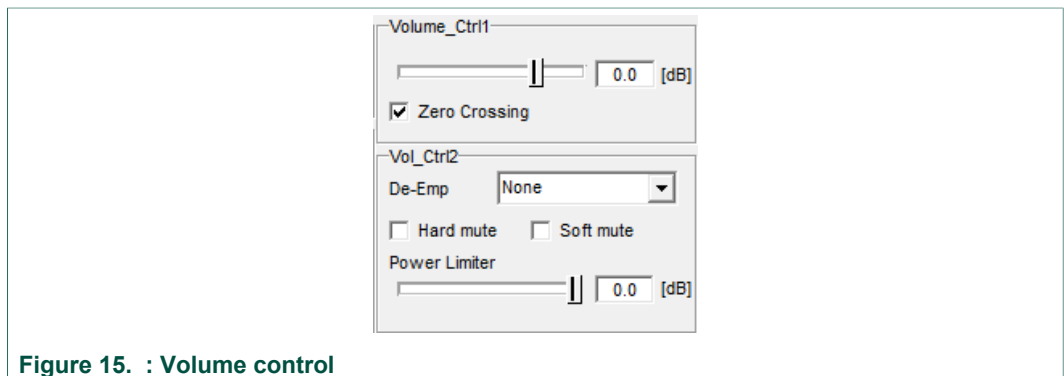 Volume_Ctrl1
0.0 [dB]
Zero Crossing
Vol_Ctrl2
De-Emp None
Hard mute Soft mute
Power Limiter
0.0 [dB]
Figure 15. : Volume control